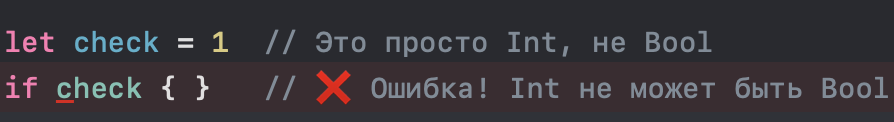 let check = 1  // Это просто Int, не Bool
if check { }   // ❌ Ошибка! Int не может быть Bool